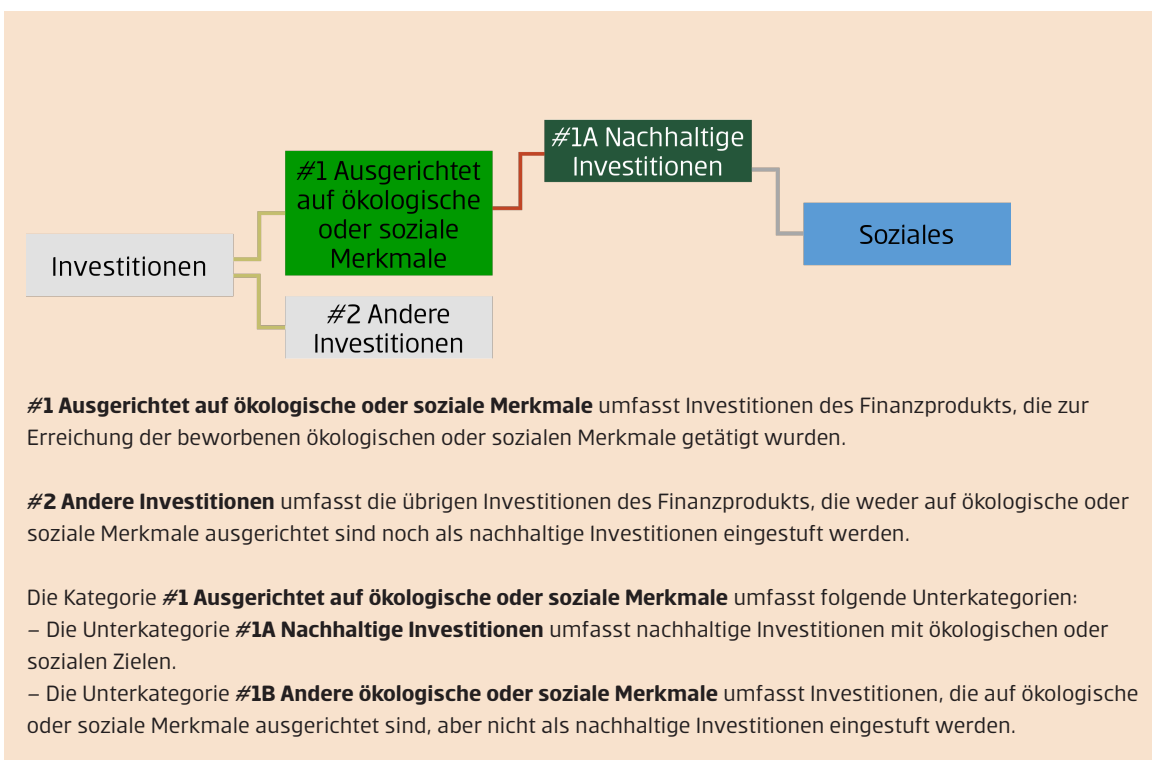 #1A Nachhaltige
Investitionen
#1 Ausgerichtet
auf ökologische
oder soziale
Merkmale
Soziales
Investitionen
#2 Andere
Investitionen
#1 Ausgerichtet auf ökologische oder soziale Merkmale umfasst Investitionen des Finanzprodukts, die zur
Erreichung der beworbenen ökologischen oder sozialen Merkmale getätigt wurden.
#2 Andere Investitionen umfasst die übrigen Investitionen des Finanzprodukts, die weder auf ökologische oder
soziale Merkmale ausgerichtet sind noch als nachhaltige Investitionen eingestuft werden.
Die Kategorie #1 Ausgerichtet auf ökologische oder soziale Merkmale umfasst folgende Unterkategorien:
– Die Unterkategorie #1A Nachhaltige Investitionen umfasst nachhaltige Investitionen mit ökologischen oder
sozialen Zielen.
– Die Unterkategorie #1B Andere ökologische oder soziale Merkmale umfasst Investitionen, die auf ökologische
oder soziale Merkmale ausgerichtet sind, aber nicht als nachhaltige Investitionen eingestuft werden.